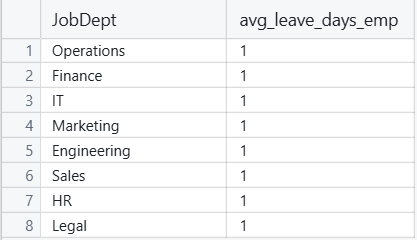 JobDept avg_leave_days_emp
1 Operations 1
2 Finance 1
3 IT 1
4 Marketing 1
5 Engineering 1
6 Sales 1
7 HR 1
8 Legal 1